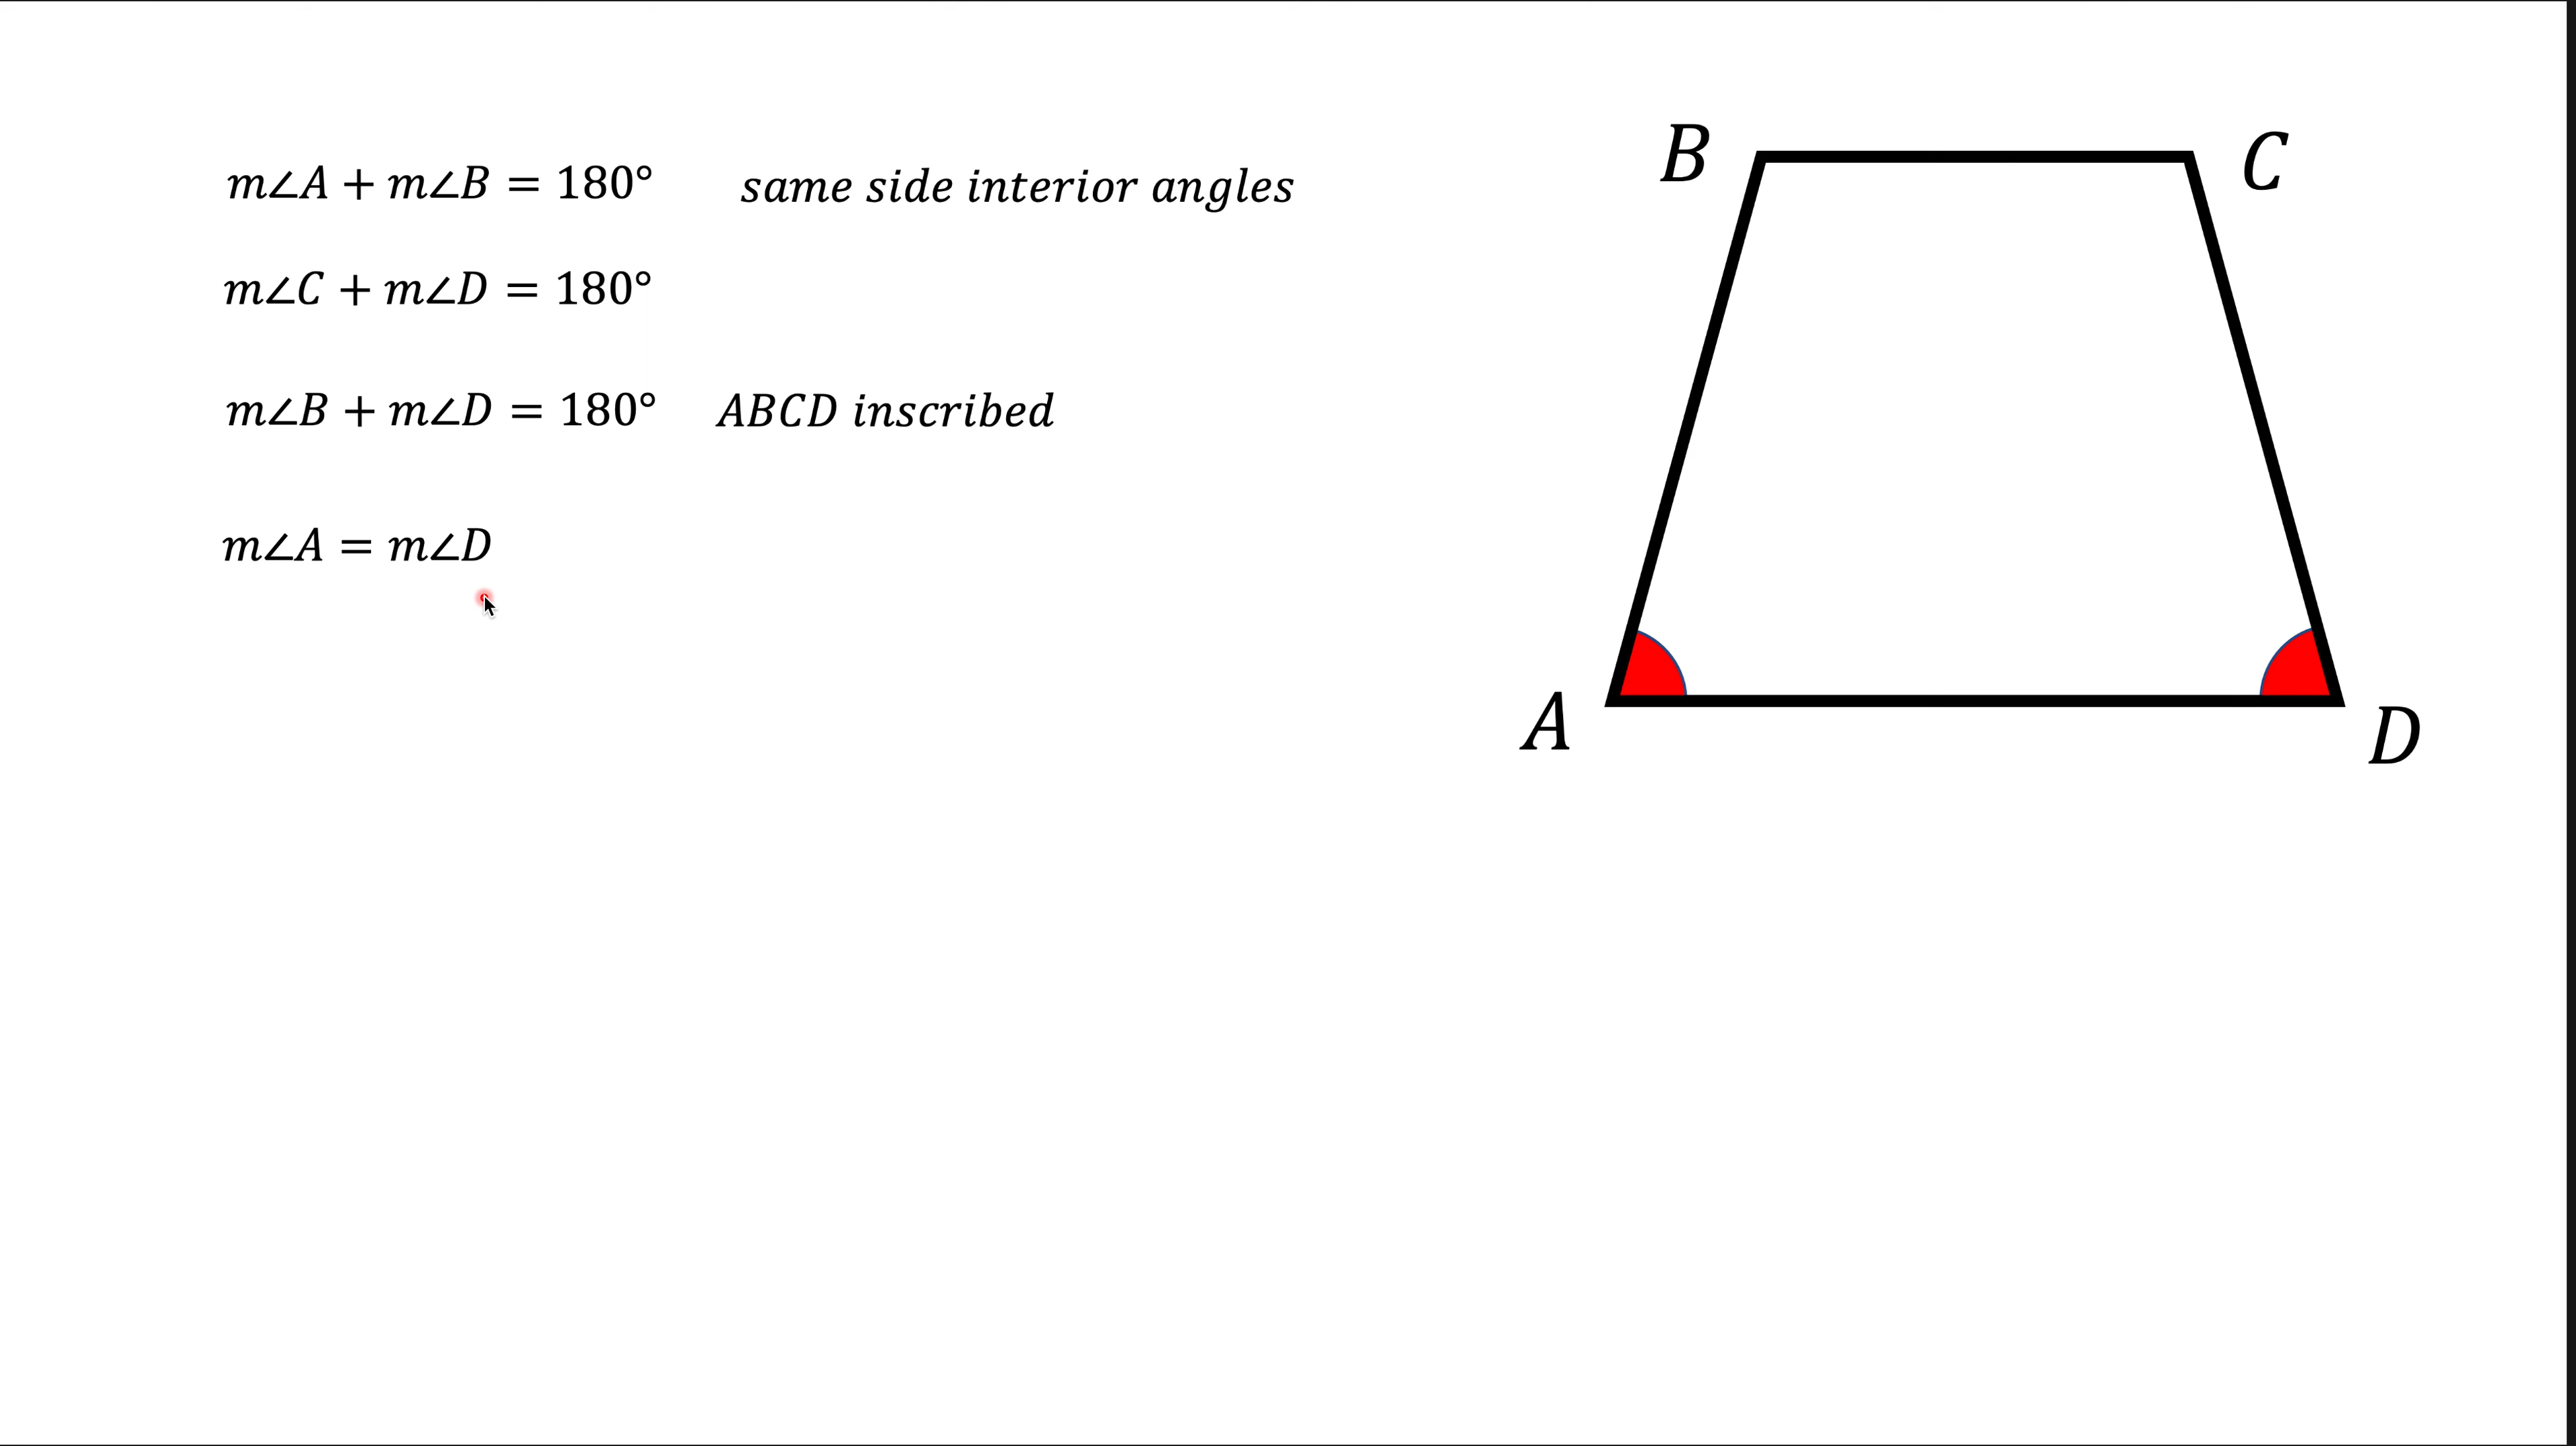 m∠A + m∠B = 180° same side interior angles
m∠C + m∠D = 180°
m∠B + m∠D = 180° ABCD inscribed
m∠A = m∠D
B
C
A
D